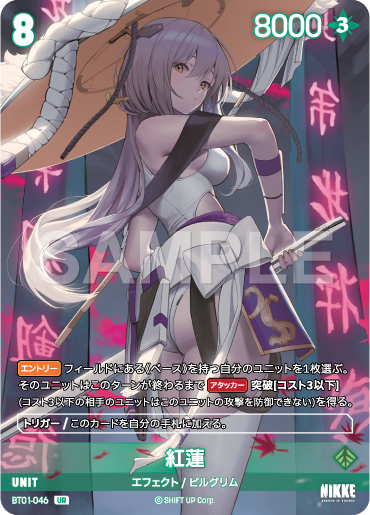 8
8000 3
SAMPLE
エントリー フィールドにある《ベース》を持つ自分のユニットを1枚選ぶ。
そのユニットはこのターンが終わるまで アタッカー 突破[コスト3以下]
(コスト3以下の相手のユニットはこのユニットの攻撃を防御できない)を得る。
トリガー/このカードを自分の手札に加える。
紅蓮
UNIT
エフェクト/ピルグリム
BT01-046 UR
©SHIFT UP Corp.
NIKKE